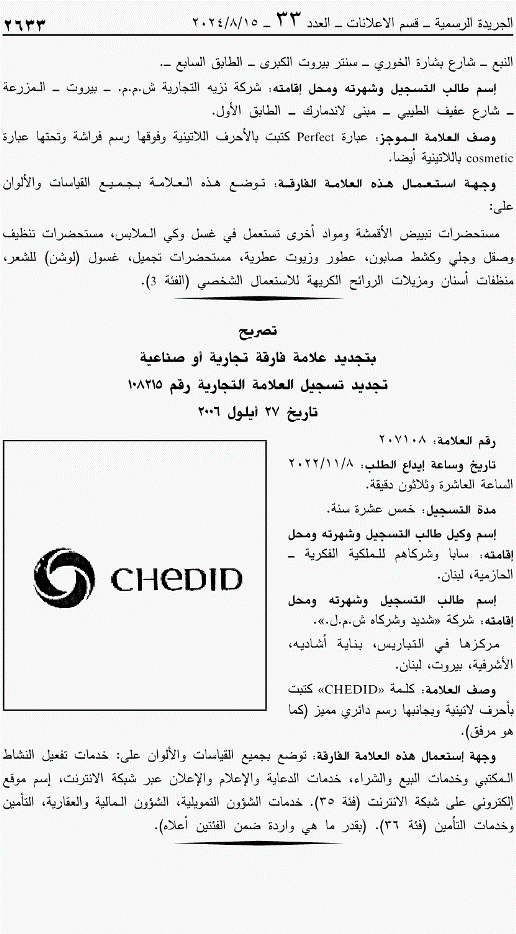 الجريدة الرسمية – قسم الاعلانات – العدد ٣٣ – ٢٠٢٤/٨/١٥
٢٦٣٣
النبع – شارع بشارة الخوري – سنتر بيروت الكبرى – الطابق السابع –.
إسم طالب التسجيل وشهرته ومحل إقامته: شركة نزيه التجارية ش.م.م. – بيروت – المزرعة
– شارع عفيف الطيبي – مبنى لاندمارك – الطابق الأول.
وصف العلامة الموجز: عبارة Perfect كتبت بالأحرف اللاتينية وفوقها رسم فراشة وتحتها عبارة
cosmetic باللاتينية أيضا.
وجهة استعمال هذه العلامة الفارقة: توضع هذه العلامة بجميع القياسات والألوان
على:
مستحضرات تبييض الأقمشة ومواد أخرى تستعمل في غسل وكي الملابس، مستحضرات تنظيف
وصقل وجلي وكشط صابون، عطور وزيوت عطرية، مستحضرات تجميل، غسول (لوشن) للشعر،
منظفات أسنان ومزيلات الروائح الكريهة للاستعمال الشخصي (الفئة 3).
تصريح
بتجديد علامة فارقة تجارية أو صناعية
تجديد تسجيل العلامة التجارية رقم ١٠٨٢١٥
تاريخ ٢٧ أيلول ٢٠٠٦
رقم العلامة: ٢٠٧١٠٨
تاريخ وساعة إيداع الطلب: ٢٠٢٢/١١/٨
الساعة العاشرة وثلاثون دقيقة.
مدة التسجيل: خمس عشرة سنة.
إسم وكيل طالب التسجيل وشهرته ومحل
إقامته: سابا وشركاهم للملكية الفكرية –
الحازمية، لبنان.
إسم طالب التسجيل وشهرته ومحل
إقامته: شركة «شديد وشركاه ش.م.ل.».
مركزها في التباريس، بناية أشاديه،
الأشرفية، بيروت، لبنان.
وصف العلامة: كلمة «CHEDID» كتبت
بأحرف لاتينية وبجانبها رسم دائري مميز (كما
هو مرفق).
CHEDID
وجهة إستعمال هذه العلامة الفارقة: توضع بجميع القياسات والألوان على: خدمات تفعيل النشاط
المكتبي وخدمات البيع والشراء، خدمات الدعاية والإعلام والإعلان عبر شبكة الانترنت، إسم موقع
إلكتروني على شبكة الانترنت (فئة ٣٥). خدمات الشؤون التمويلية، الشؤون المالية والعقارية، التأمين
وخدمات التأمين (فئة ٣٦). (بقدر ما هي واردة ضمن الفئتين أعلاه).